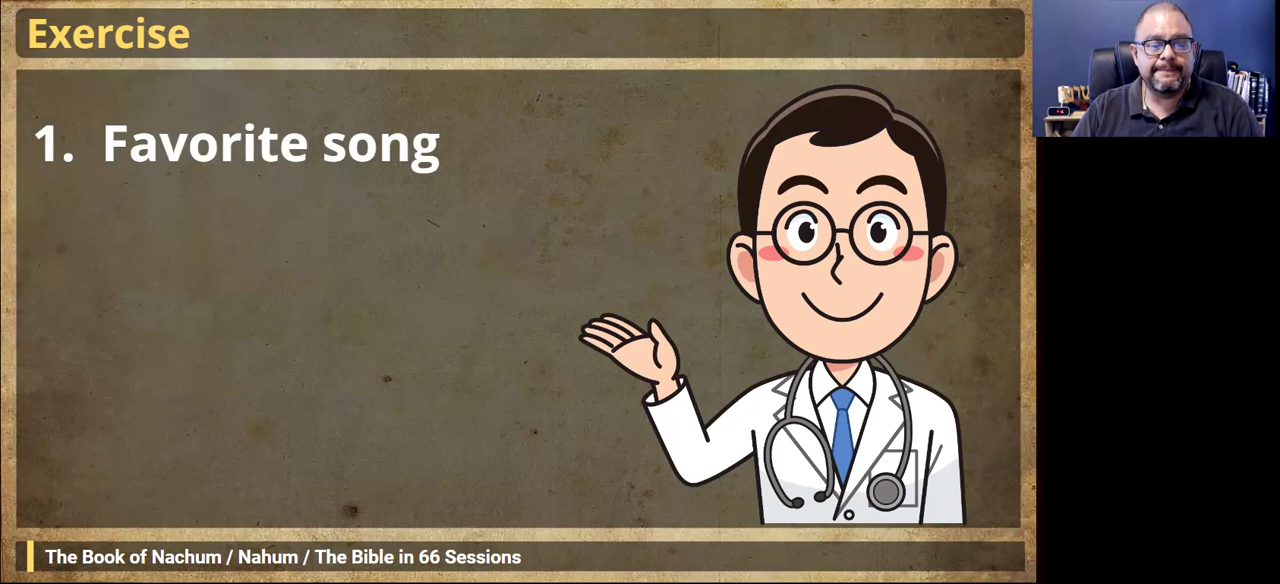 Exercise
1. Favorite song
The Book of Nachum / Nahum / The Bible in 66 Sessions